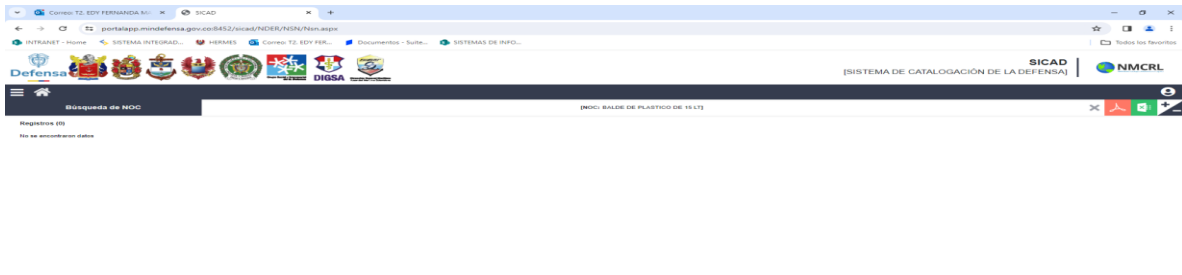 Correo: T2. EDY FERNANDA
SICAD
portalapp.mindefensa.gov.co:8452/sicad/NDER/NSN/Nsn.aspx
INTRANET - Home
SISTEMA INTEGRAD...
HERMES
Correo: T2. EDY FER...
Documentos - Suite...
SISTEMAS DE INFO...
Todos los favoritos
Defensa
DIGSA
SICAD
[SISTEMA DE CATALOGACIÓN DE LA DEFENSA]
NMCRL
Búsqueda de NOC
[NOC: BALDE DE PLASTICO DE 15 LT]
Registros (0)
No se encontraron datos